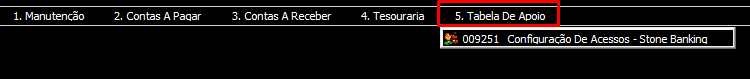 1. Manutenção 2. Contas A Pagar 3. Contas A Receber 4. Tesouraria 5. Tabela De Apoio
009251 Configuração De Acessos - Stone Banking